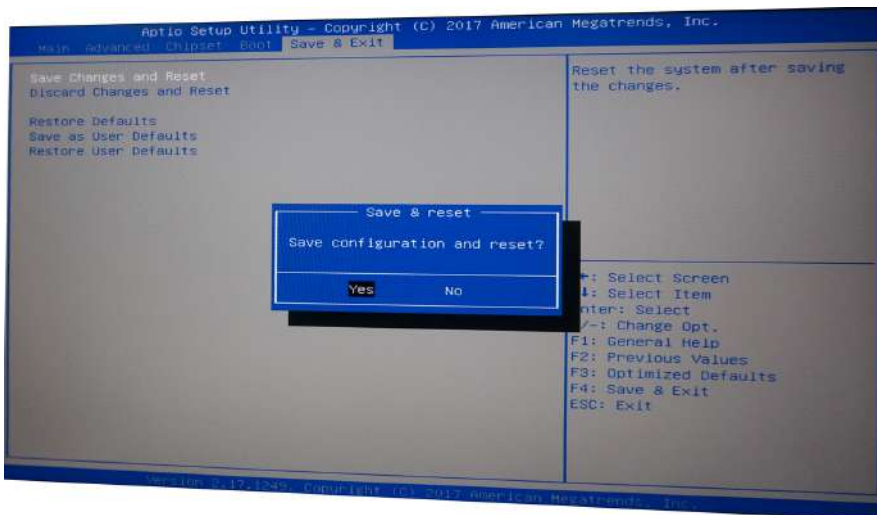 Aptio Setup Utility - Copyright (C) 2017 American Megatrends, Inc.
Main Advanced Chipset Boot Save & Exit
Save Changes and Reset
Discard Changes and Reset
Restore Defaults
Save as User Defaults
Restore User Defaults
Reset the system after saving
the changes.
Save & reset
Save configuration and reset?
Yes No
: Select Screen
: Select Item
nter: Select
/-: Change Opt.
F1: General Help
F2: Previous Values
F3: Optimized Defaults
F4: Save & Exit
ESC: Exit
Version 2.17.1249. Copyright (C) 2017 American Megatrends, Inc.